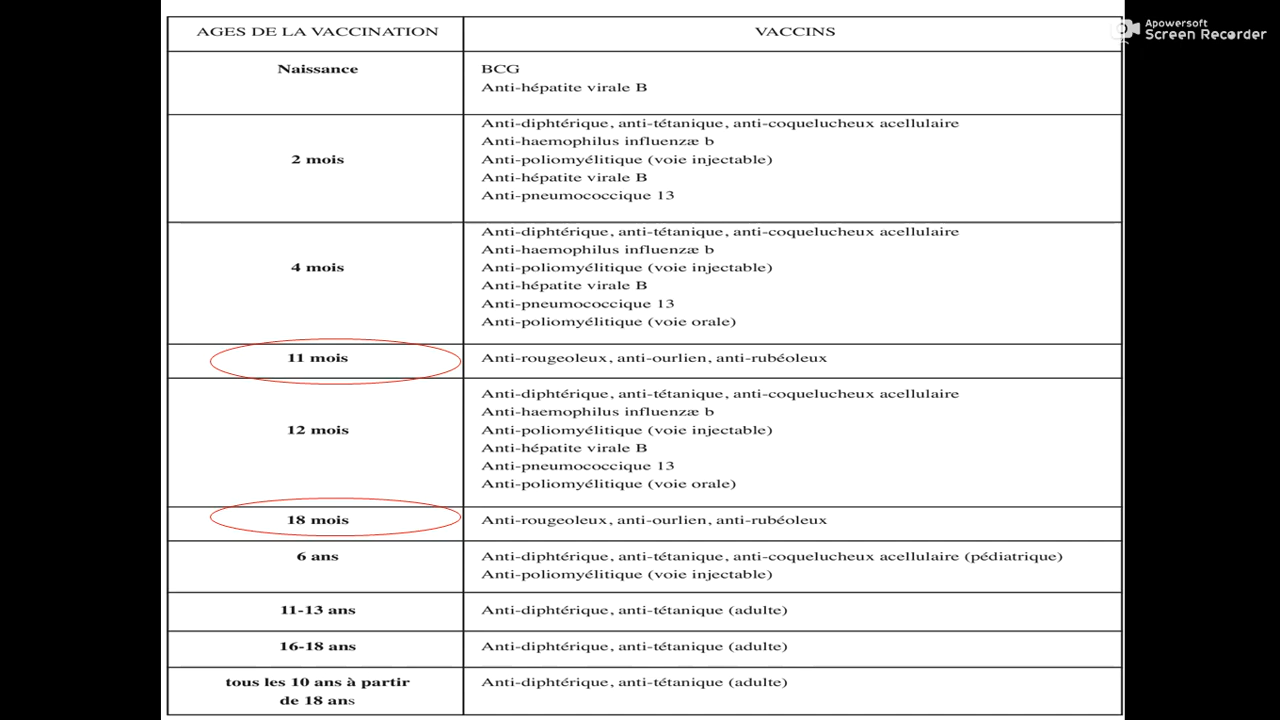 AGES DE LA VACCINATION
VACCINS
Apowersoft
Screen Recorder
Naissance
BCG
Anti-hépatite virale B
2 mois
Anti-diphtérique, anti-tétanique, anti-coquelucheux acellulaire
Anti-haemophilus influenzæ b
Anti-poliomyélitique (voie injectable)
Anti-hépatite virale B
Anti-pneumococcique 13
4 mois
Anti-diphtérique, anti-tétanique, anti-coquelucheux acellulaire
Anti-haemophilus influenzæ b
Anti-poliomyélitique (voie injectable)
Anti-hépatite virale B
Anti-pneumococcique 13
Anti-poliomyélitique (voie orale)
11 mois
Anti-rougeoleux, anti-ourlien, anti-rubéoleux
12 mois
Anti-diphtérique, anti-tétanique, anti-coquelucheux acellulaire
Anti-haemophilus influenzæ b
Anti-poliomyélitique (voie injectable)
Anti-hépatite virale B
Anti-pneumococcique 13
Anti-poliomyélitique (voie orale)
18 mois
Anti-rougeoleux, anti-ourlien, anti-rubéoleux
6 ans
Anti-diphtérique, anti-tétanique, anti-coquelucheux acellulaire (pédiatrique)
Anti-poliomyélitique (voie injectable)
11-13 ans
Anti-diphtérique, anti-tétanique (adulte)
16-18 ans
Anti-diphtérique, anti-tétanique (adulte)
tous les 10 ans à partir
de 18 ans
Anti-diphtérique, anti-tétanique (adulte)